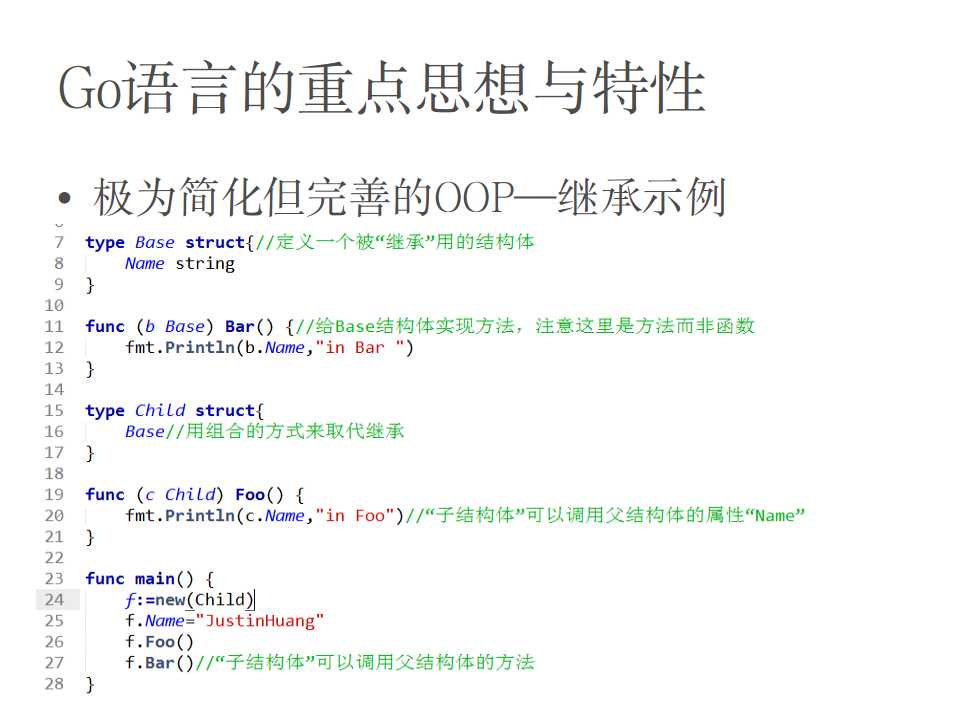 Go语言的重点思想与特性
• 极为简化但完善的OOP—继承示例
6
7 type Base struct{//定义一个被“继承”用的结构体
8     Name string
9 }
10
11 func (b Base) Bar() {//给Base结构体实现方法，注意这里是方法而非函数
12     fmt.Println(b.Name,"in Bar ")
13 }
14
15 type Child struct{
16     Base//用组合的方式来取代继承
17 }
18
19 func (c Child) Foo() {
20     fmt.Println(c.Name,"in Foo")//“子结构体”可以调用父结构体的属性“Name”
21 }
22
23 func main() {
24     f:=new(Child)
25     f.Name="JustinHuang"
26     f.Foo()
27     f.Bar()//“子结构体”可以调用父结构体的方法
28 }